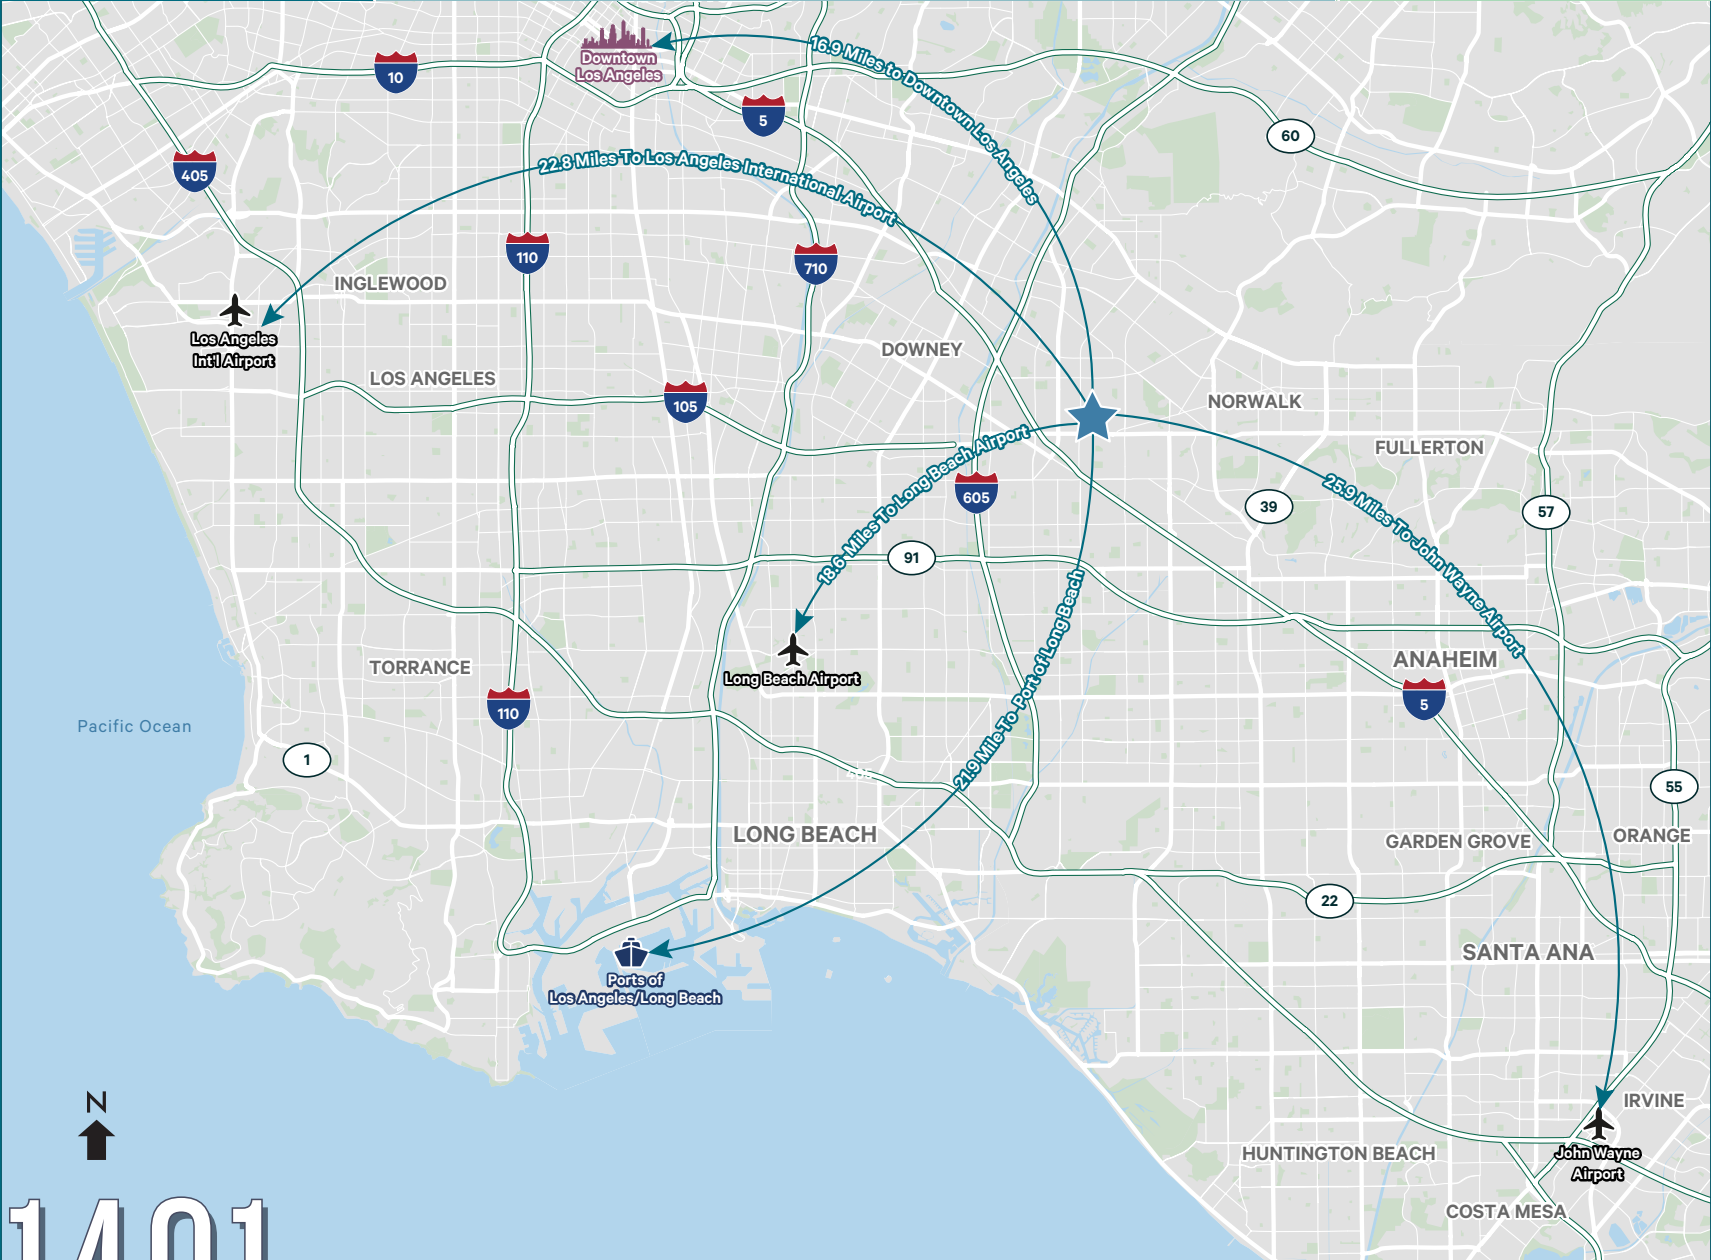 Downtown
Los Angeles
16.9 Miles to Downtown Los Angeles
10
5
60
405
22.8 Miles To Los Angeles International Airport
110
710
INGLEWOOD
Los Angeles
Int'l Airport
DOWNEY
LOS ANGELES
105
NORWALK
18.6 Miles To Long Beach Airport
FULLERTON
605
39
25.9 Miles To John Wayne Airport
57
91
21.9 Mile To Port of Long Beach
TORRANCE
Long Beach Airport
ANAHEIM
110
5
Pacific Ocean
1
405
55
LONG BEACH
GARDEN GROVE
ORANGE
22
SANTA ANA
Ports of
Los Angeles/Long Beach
N
IRVINE
HUNTINGTON BEACH
John Wayne
Airport
COSTA MESA
1401